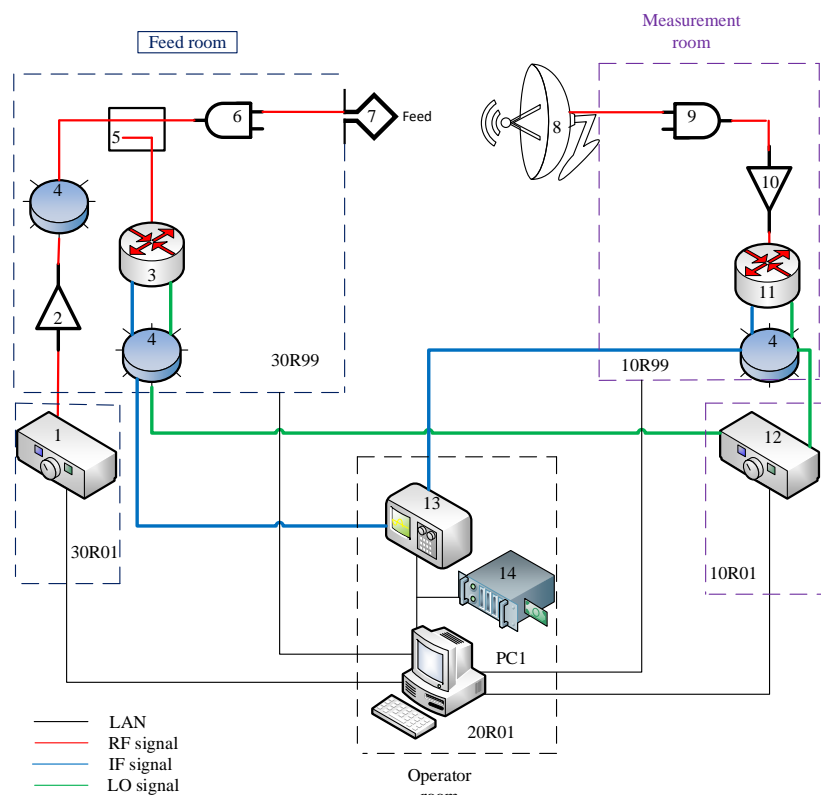 Measurement
room
Feed room
6
7
Feed
8
9
5
4
10
3
11
2
4
4
30R99
10R99
1
12
13
30R01
14
10R01
PC1
20R01
LAN
RF signal
IF signal
LO signal
Operator
room